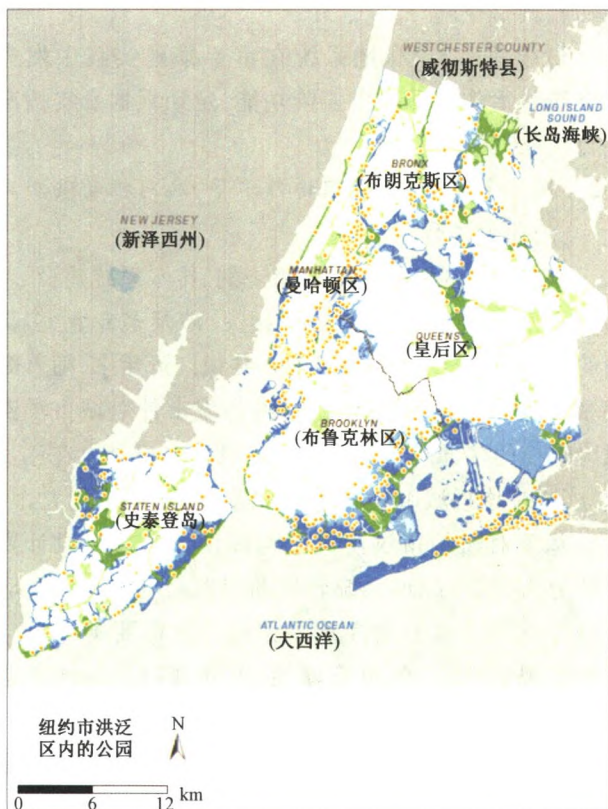 WESTCHESTER COUNTY
(威彻斯特县)
LONG ISLAND
SOUND
(长岛海峡)
BRONX
(布朗克斯区)
NEW JERSEY
(新泽西州)
MANHATTAN
(曼哈顿区)
QUEENS
(皇后区)
BROOKLYN
(布鲁克林区)
STATEN ISLAND
(史泰登岛)
ATLANTIC OCEAN
(大西洋)
纽约市洪泛
区内的公园
N
0 6 12 km